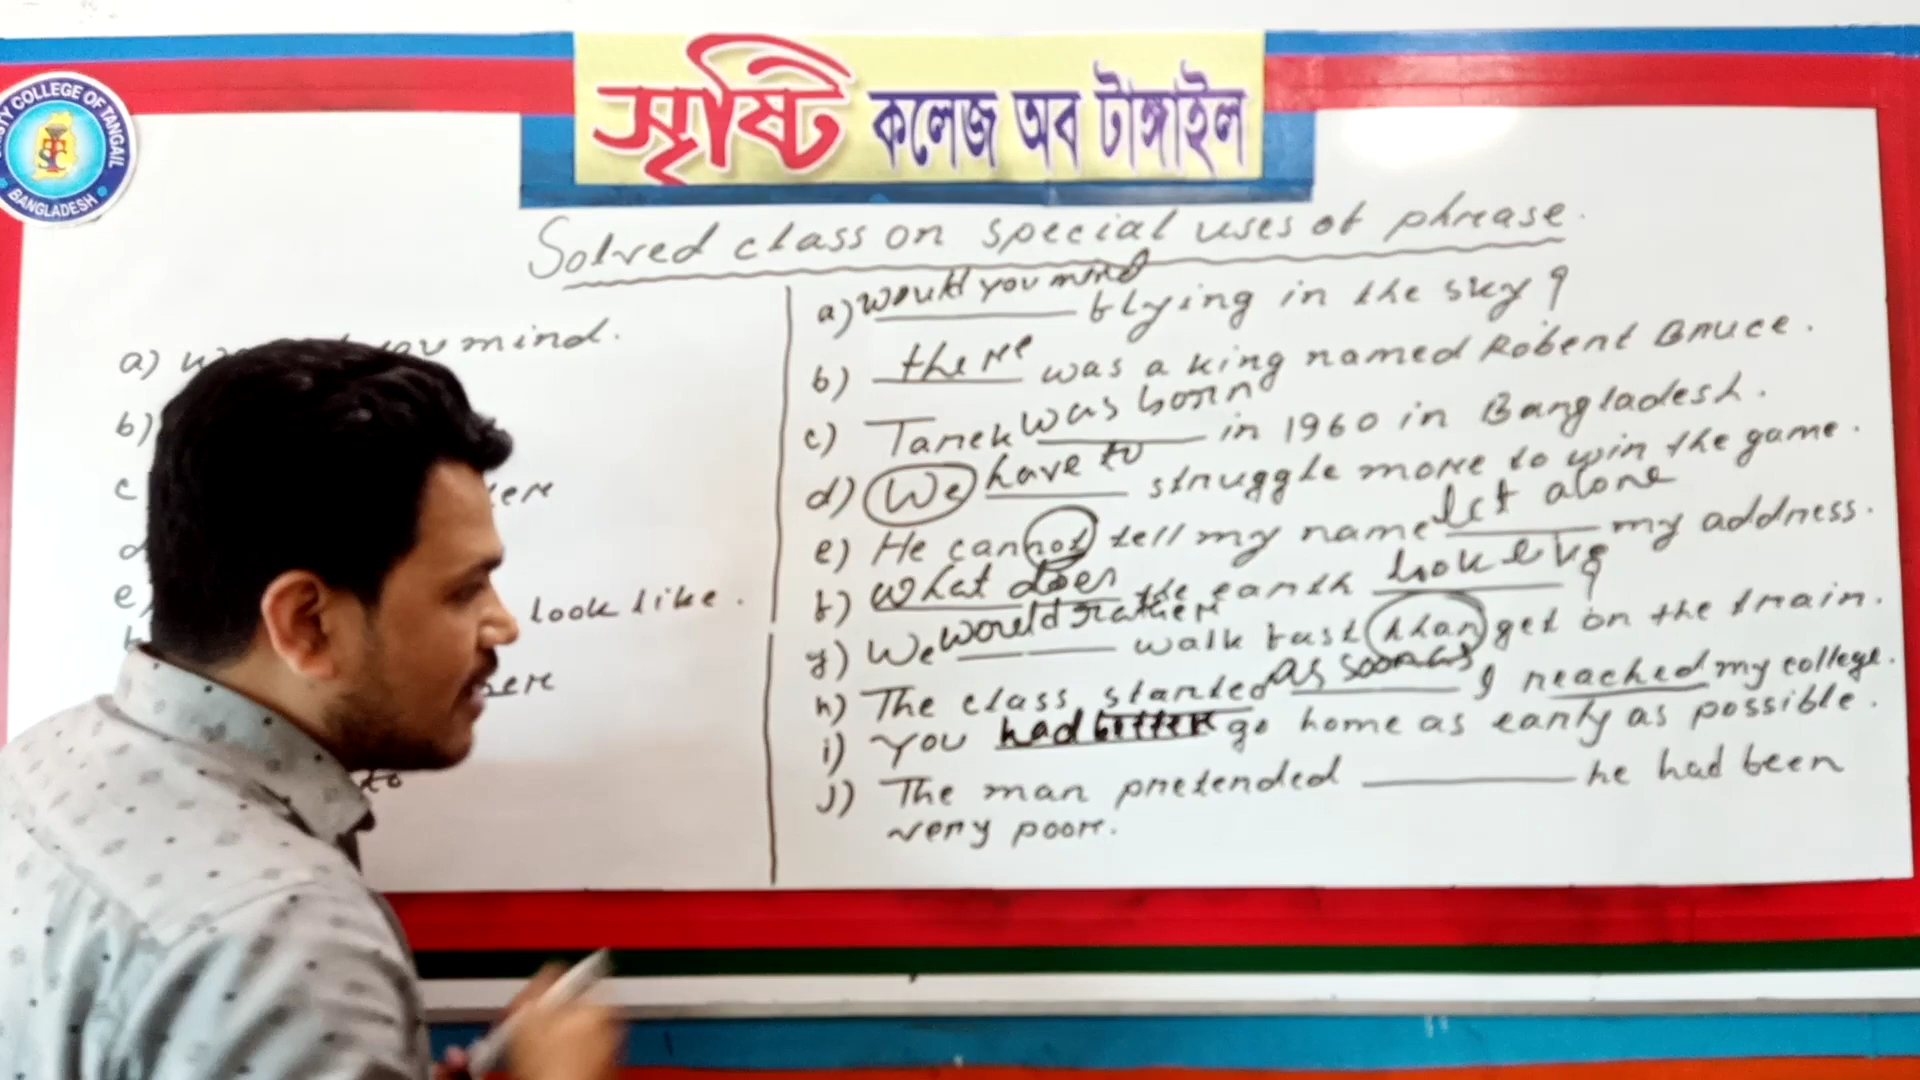 সৃষ্টি কলেজ অব টাঙ্গাইল
COLLEGE OF TANGAIL
BANGLADESH
Solved class on special uses of phrase.
a) you mind.
b)
c
d
e) look like.
to
a) would you mind flying in the sky?
b) there was a king named Robert Bruce.
c) Tarek was born in 1960 in Bangladesh.
d) We have to struggle more to win the game.
e) He cannot tell my name let alone my address.
f) what does the earth look like?
g) We would rather walk fast than get on the train.
h) The class started as soon as I reached my college.
i) You had better go home as early as possible.
j) The man pretended ______ he had been
very poor.